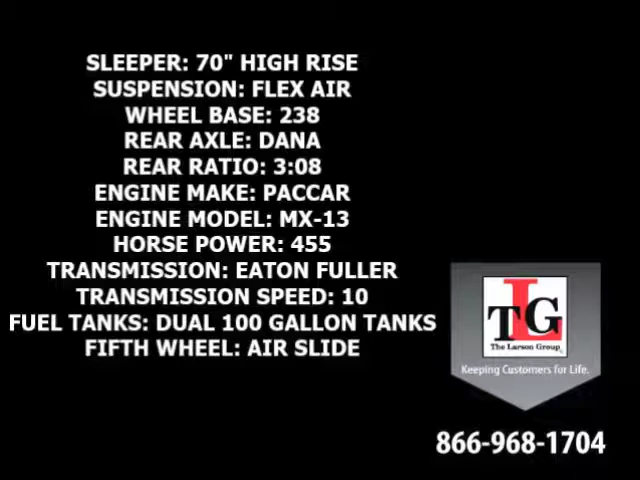 SLEEPER: 70" HIGH RISE
SUSPENSION: FLEX AIR
WHEEL BASE: 238
REAR AXLE: DANA
REAR RATIO: 3:08
ENGINE MAKE: PACCAR
ENGINE MODEL: MX-13
HORSE POWER: 455
TRANSMISSION: EATON FULLER
TRANSMISSION SPEED: 10
FUEL TANKS: DUAL 100 GALLON TANKS
FIFTH WHEEL: AIR SLIDE
TLG
The Larson Group
Keeping Customers for Life.
866-968-1704